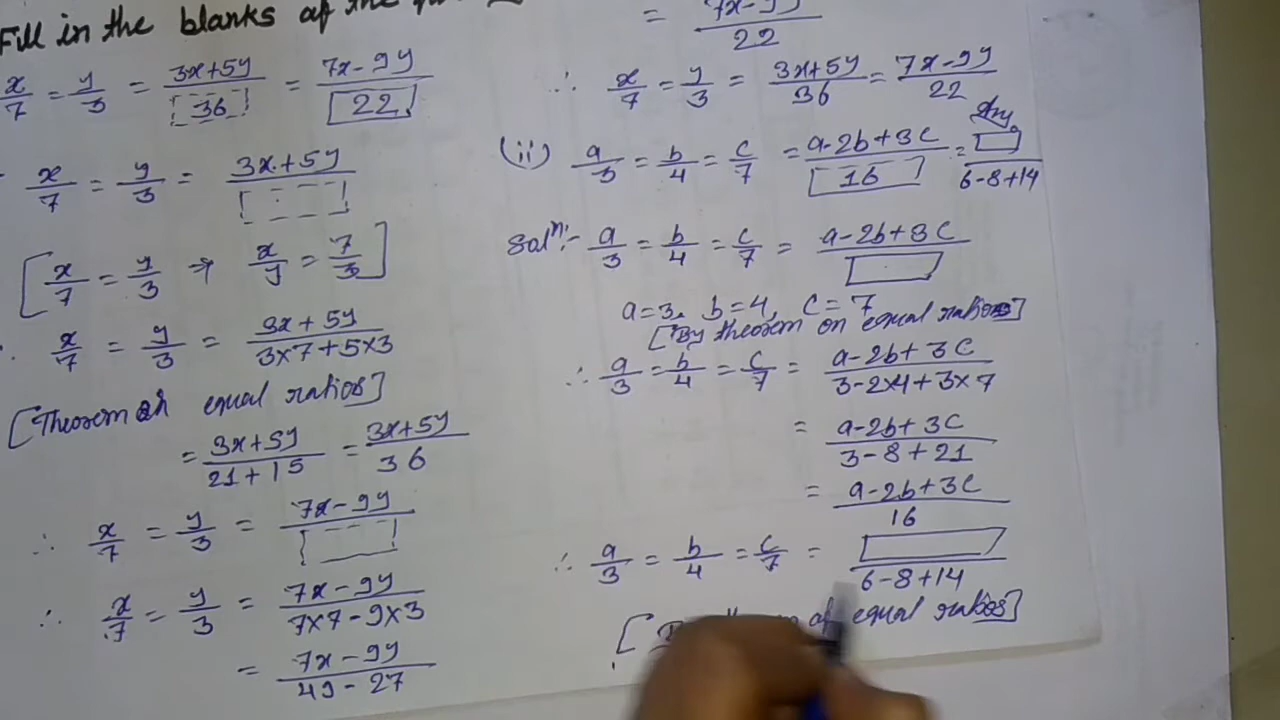 Fill in the blanks of the
x/7 = y/3 = 3x+5y/36 = 7x-9y/22
x/7 = y/3 = 3x+5y/[ ]
[x/7 = y/3 ⇒ x/y = 7/3]
∴ x/7 = y/3 = 3x+5y/3×7+5×3
[Theorem of equal ratios]
= 3x+5y/21+15 = 3x+5y/36
∴ x/7 = y/3 = 7x-9y/[ ]
∴ x/7 = y/3 = 7x-9y/7×7-9×3
= 7x-9y/49-27
= 7x-9y/22
∴ x/7 = y/3 = 3x+5y/36 = 7x-9y/22
Ans
(ii) a/3 = b/4 = c/7 = a-2b+3c/16 = [ ]/6-8+14
Solⁿ:- a/3 = b/4 = c/7 = a-2b+3c/[ ]
a=3, b=4, c=7
[By theorem on equal ratios]
∴ a/3 = b/4 = c/7 = a-2b+3c/3-2×4+3×7
= a-2b+3c/3-8+21
= a-2b+3c/16
∴ a/3 = b/4 = c/7 = [ ]/6-8+14
[ of equal ratios]